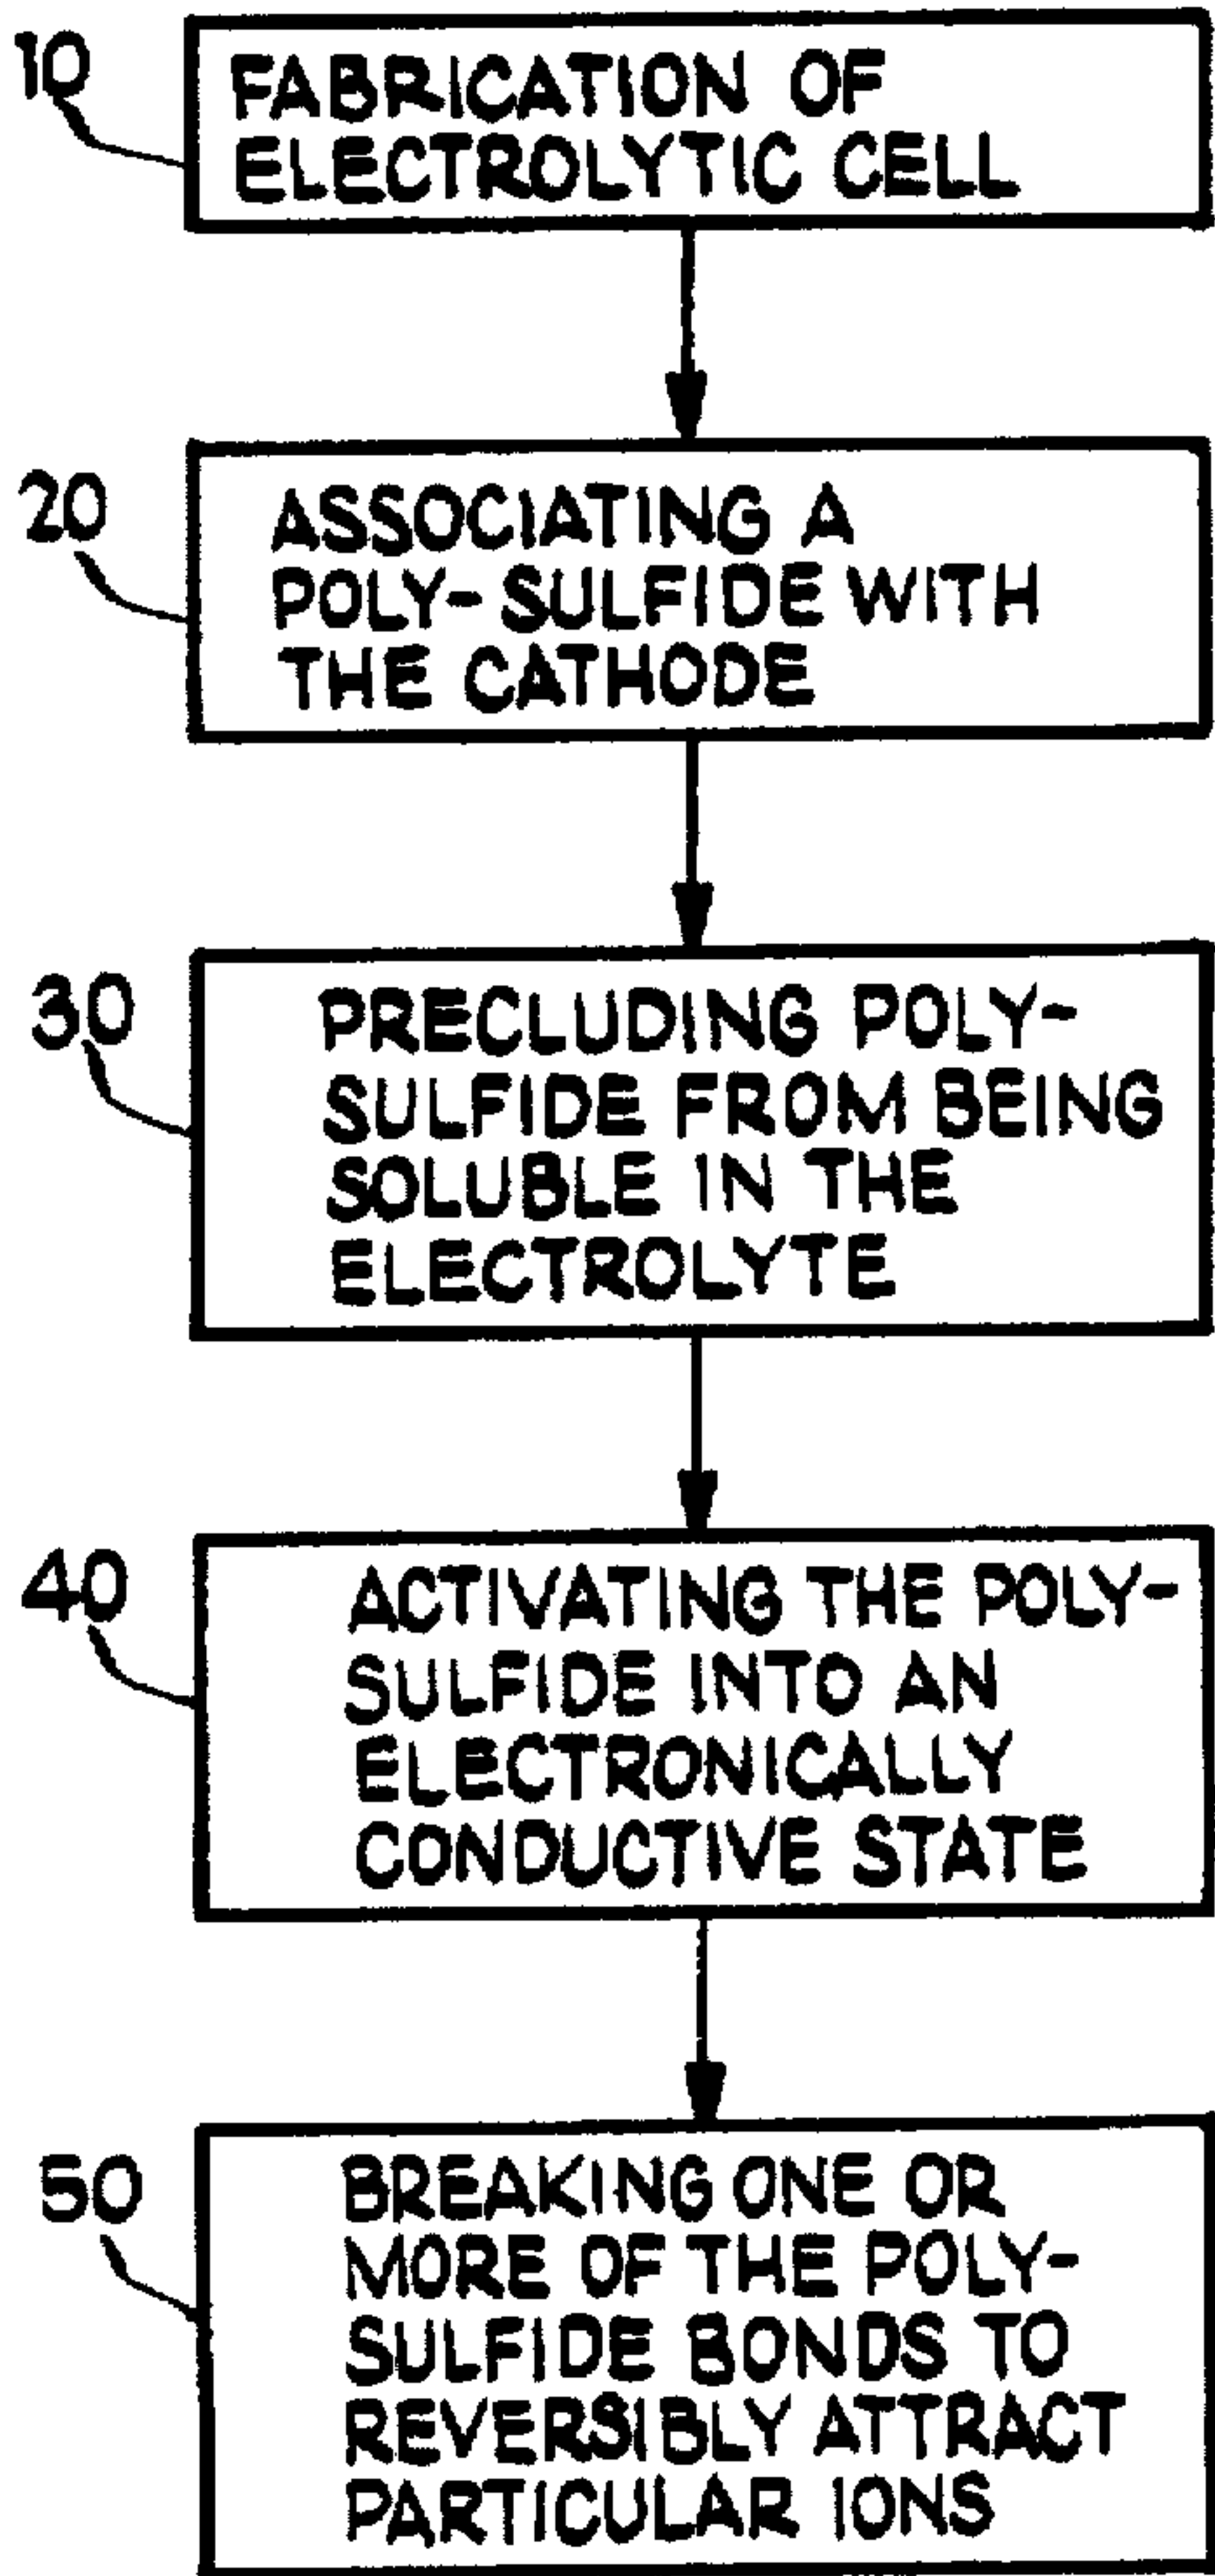 10
FABRICATION OF
ELECTROLYTIC CELL
20
ASSOCIATING A
POLY-SULFIDE WITH
THE CATHODE
30
PRECLUDING POLY-
SULFIDE FROM BEING
SOLUBLE IN THE
ELECTROLYTE
40
ACTIVATING THE POLY-
SULFIDE INTO AN
ELECTRONICALLY
CONDUCTIVE STATE
50
BREAKING ONE OR
MORE OF THE POLY-
SULFIDE BONDS TO
REVERSIBLY ATTRACT
PARTICULAR IONS